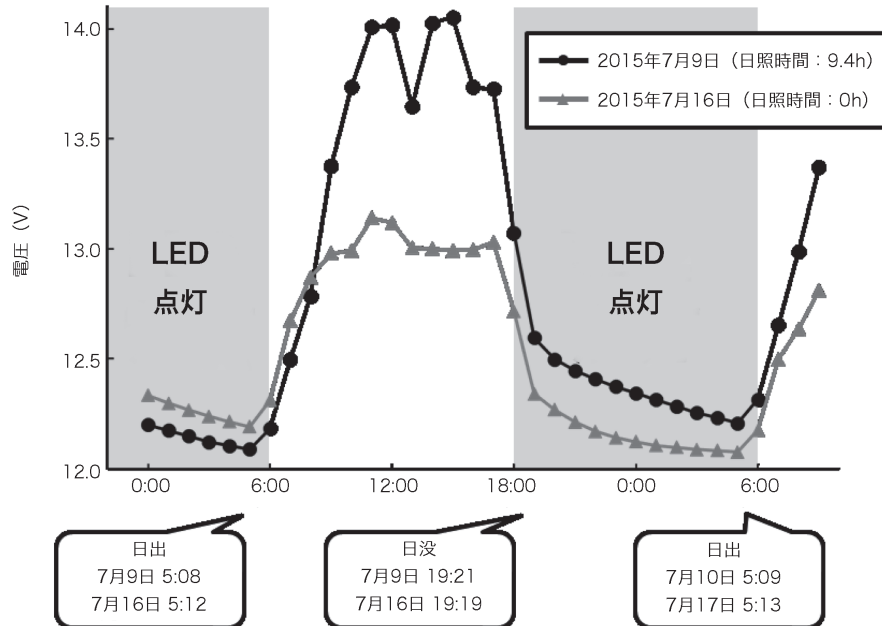 14.0
13.5
13.0
12.5
12.0
電圧（V）
2015年7月9日（日照時間：9.4h）
2015年7月16日（日照時間：0h）
LED
点灯
LED
点灯
0:00
6:00
12:00
18:00
0:00
6:00
日出
7月9日 5:08
7月16日 5:12
日没
7月9日 19:21
7月16日 19:19
日出
7月10日 5:09
7月17日 5:13